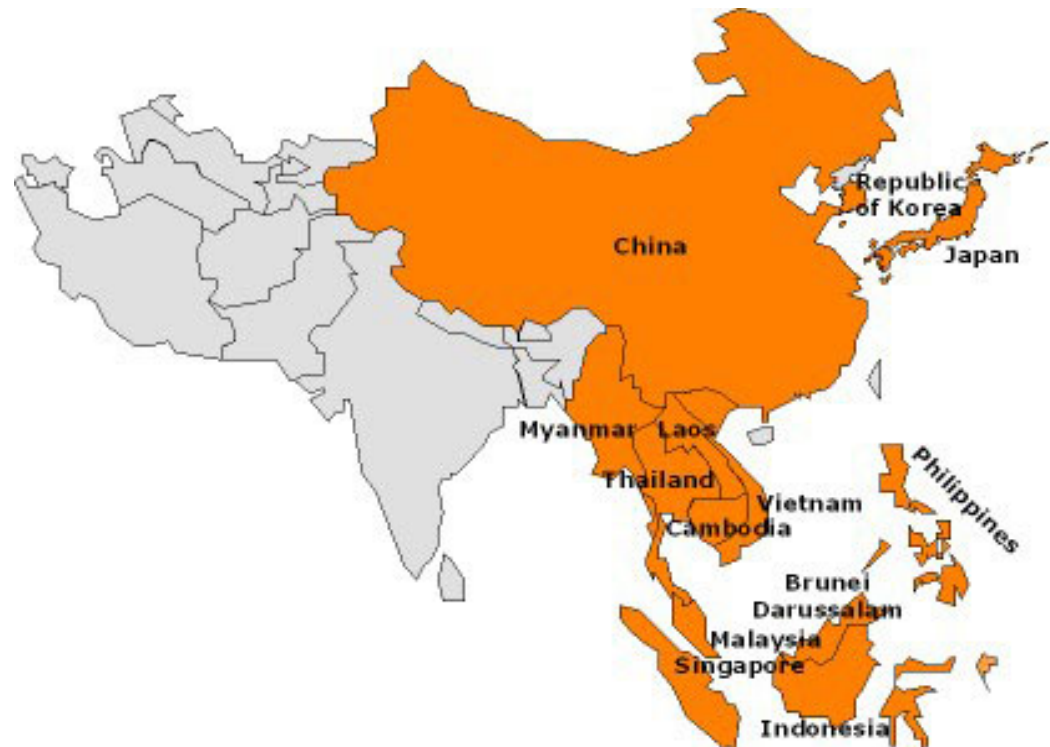 Republic
of Korea
China
Japan
Myanmar
Laos
Thailand
Philippines
Vietnam
Cambodia
Brunei
Darussalam
Malaysia
Singapore
Indonesia